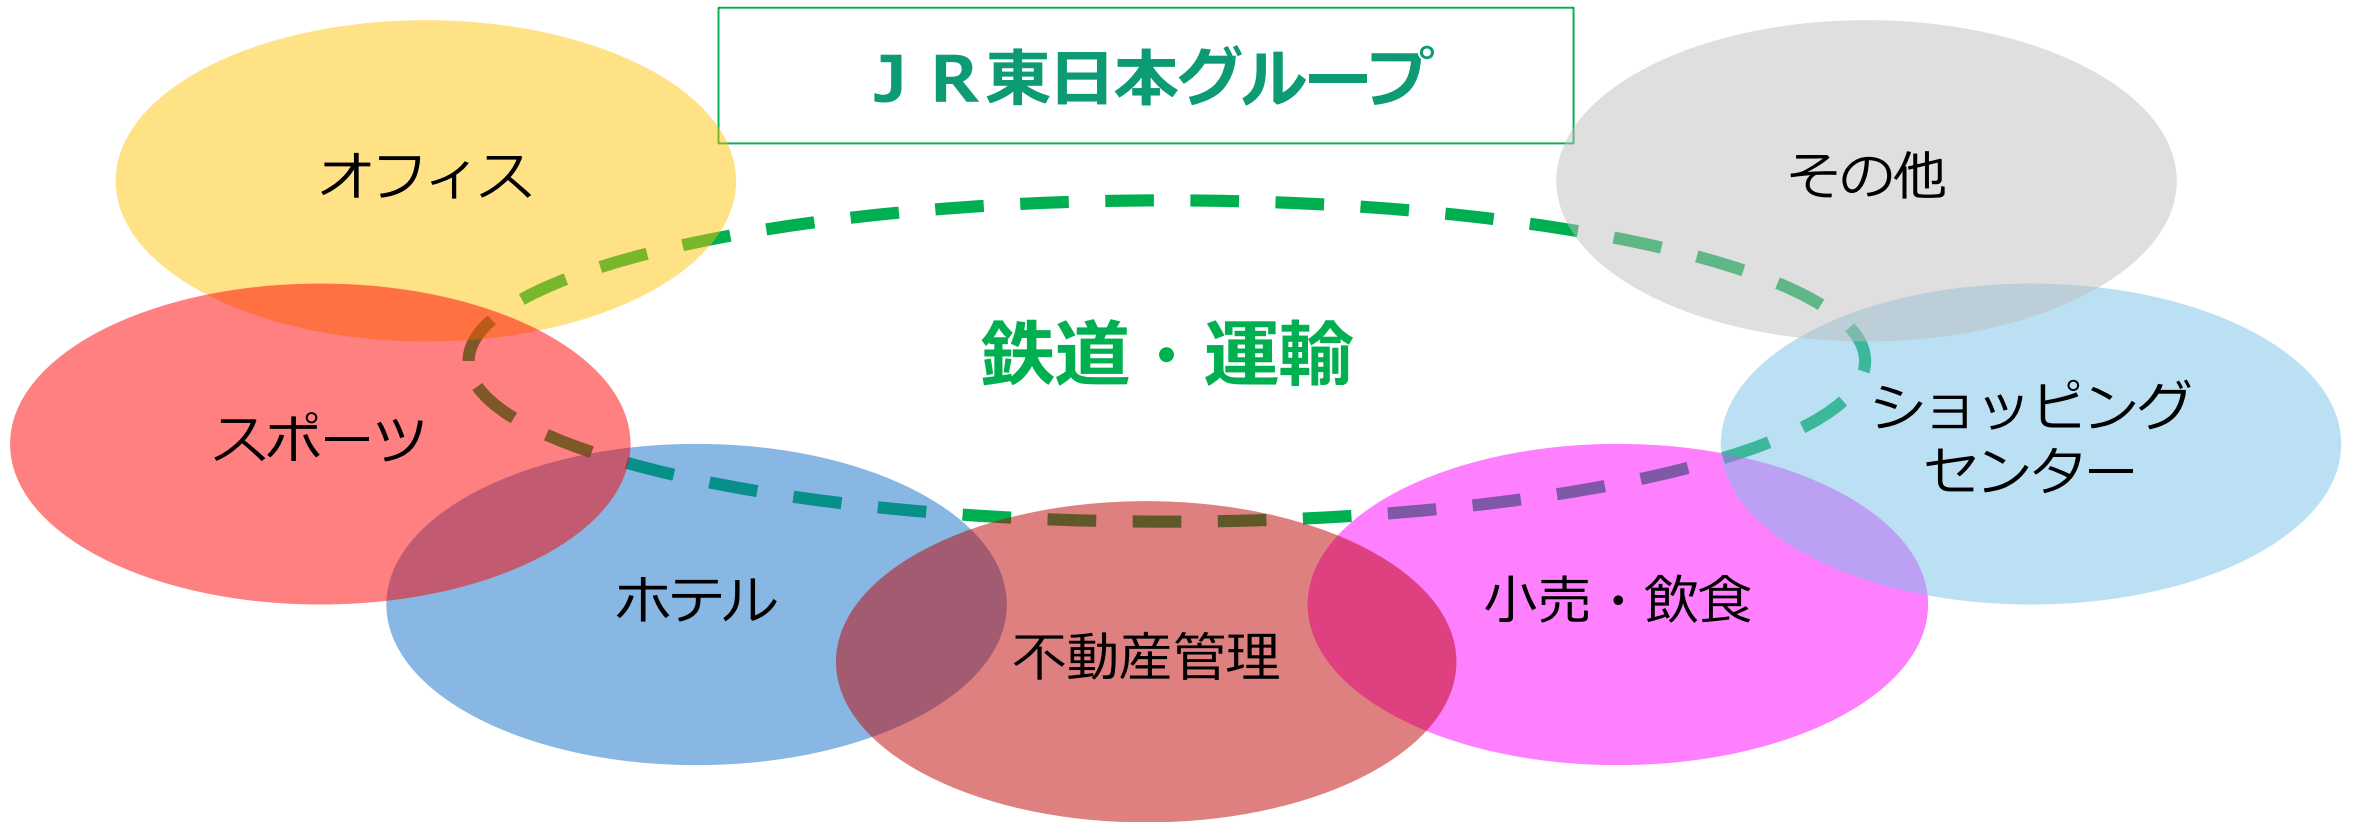 ＪＲ東日本グループ
オフィス
その他
鉄道・運輸
スポーツ
ショッピング
センター
ホテル
小売・飲食
不動産管理